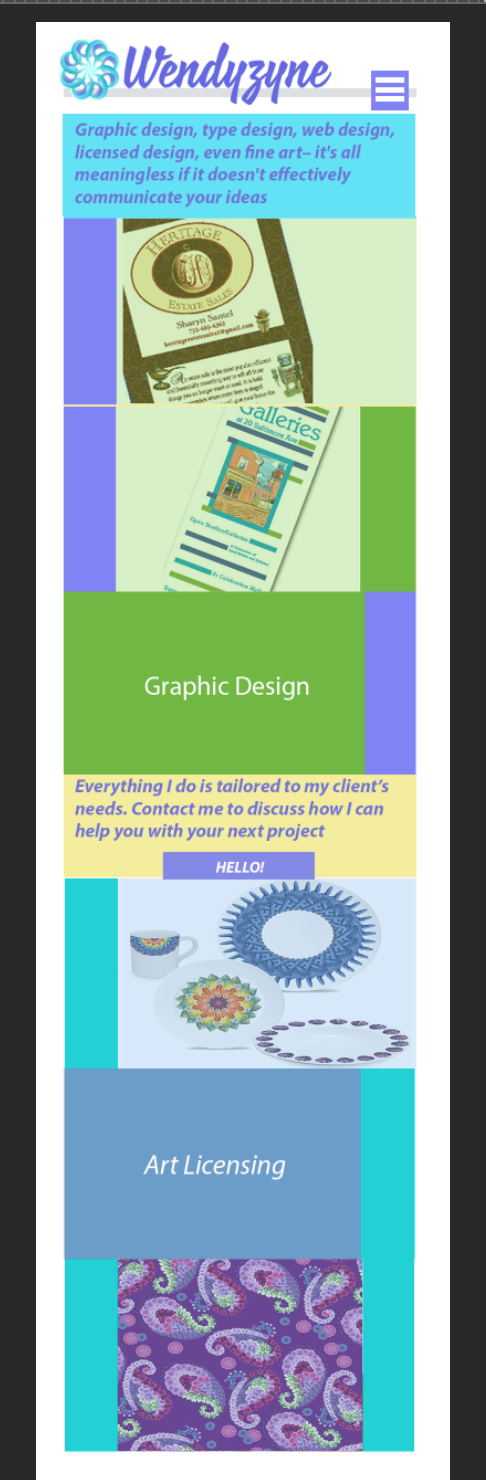 Wendyzyne
Graphic design, type design, web design,
licensed design, even fine art– it's all
meaningless if it doesn't effectively
communicate your ideas
HERITAGE
ESTATE SALES
Sharyn Santel
Galleries
at 20 Baltimore Ave
Open Studios/Galleries
Graphic Design
Everything I do is tailored to my client’s
needs. Contact me to discuss how I can
help you with your next project
HELLO!
Art Licensing